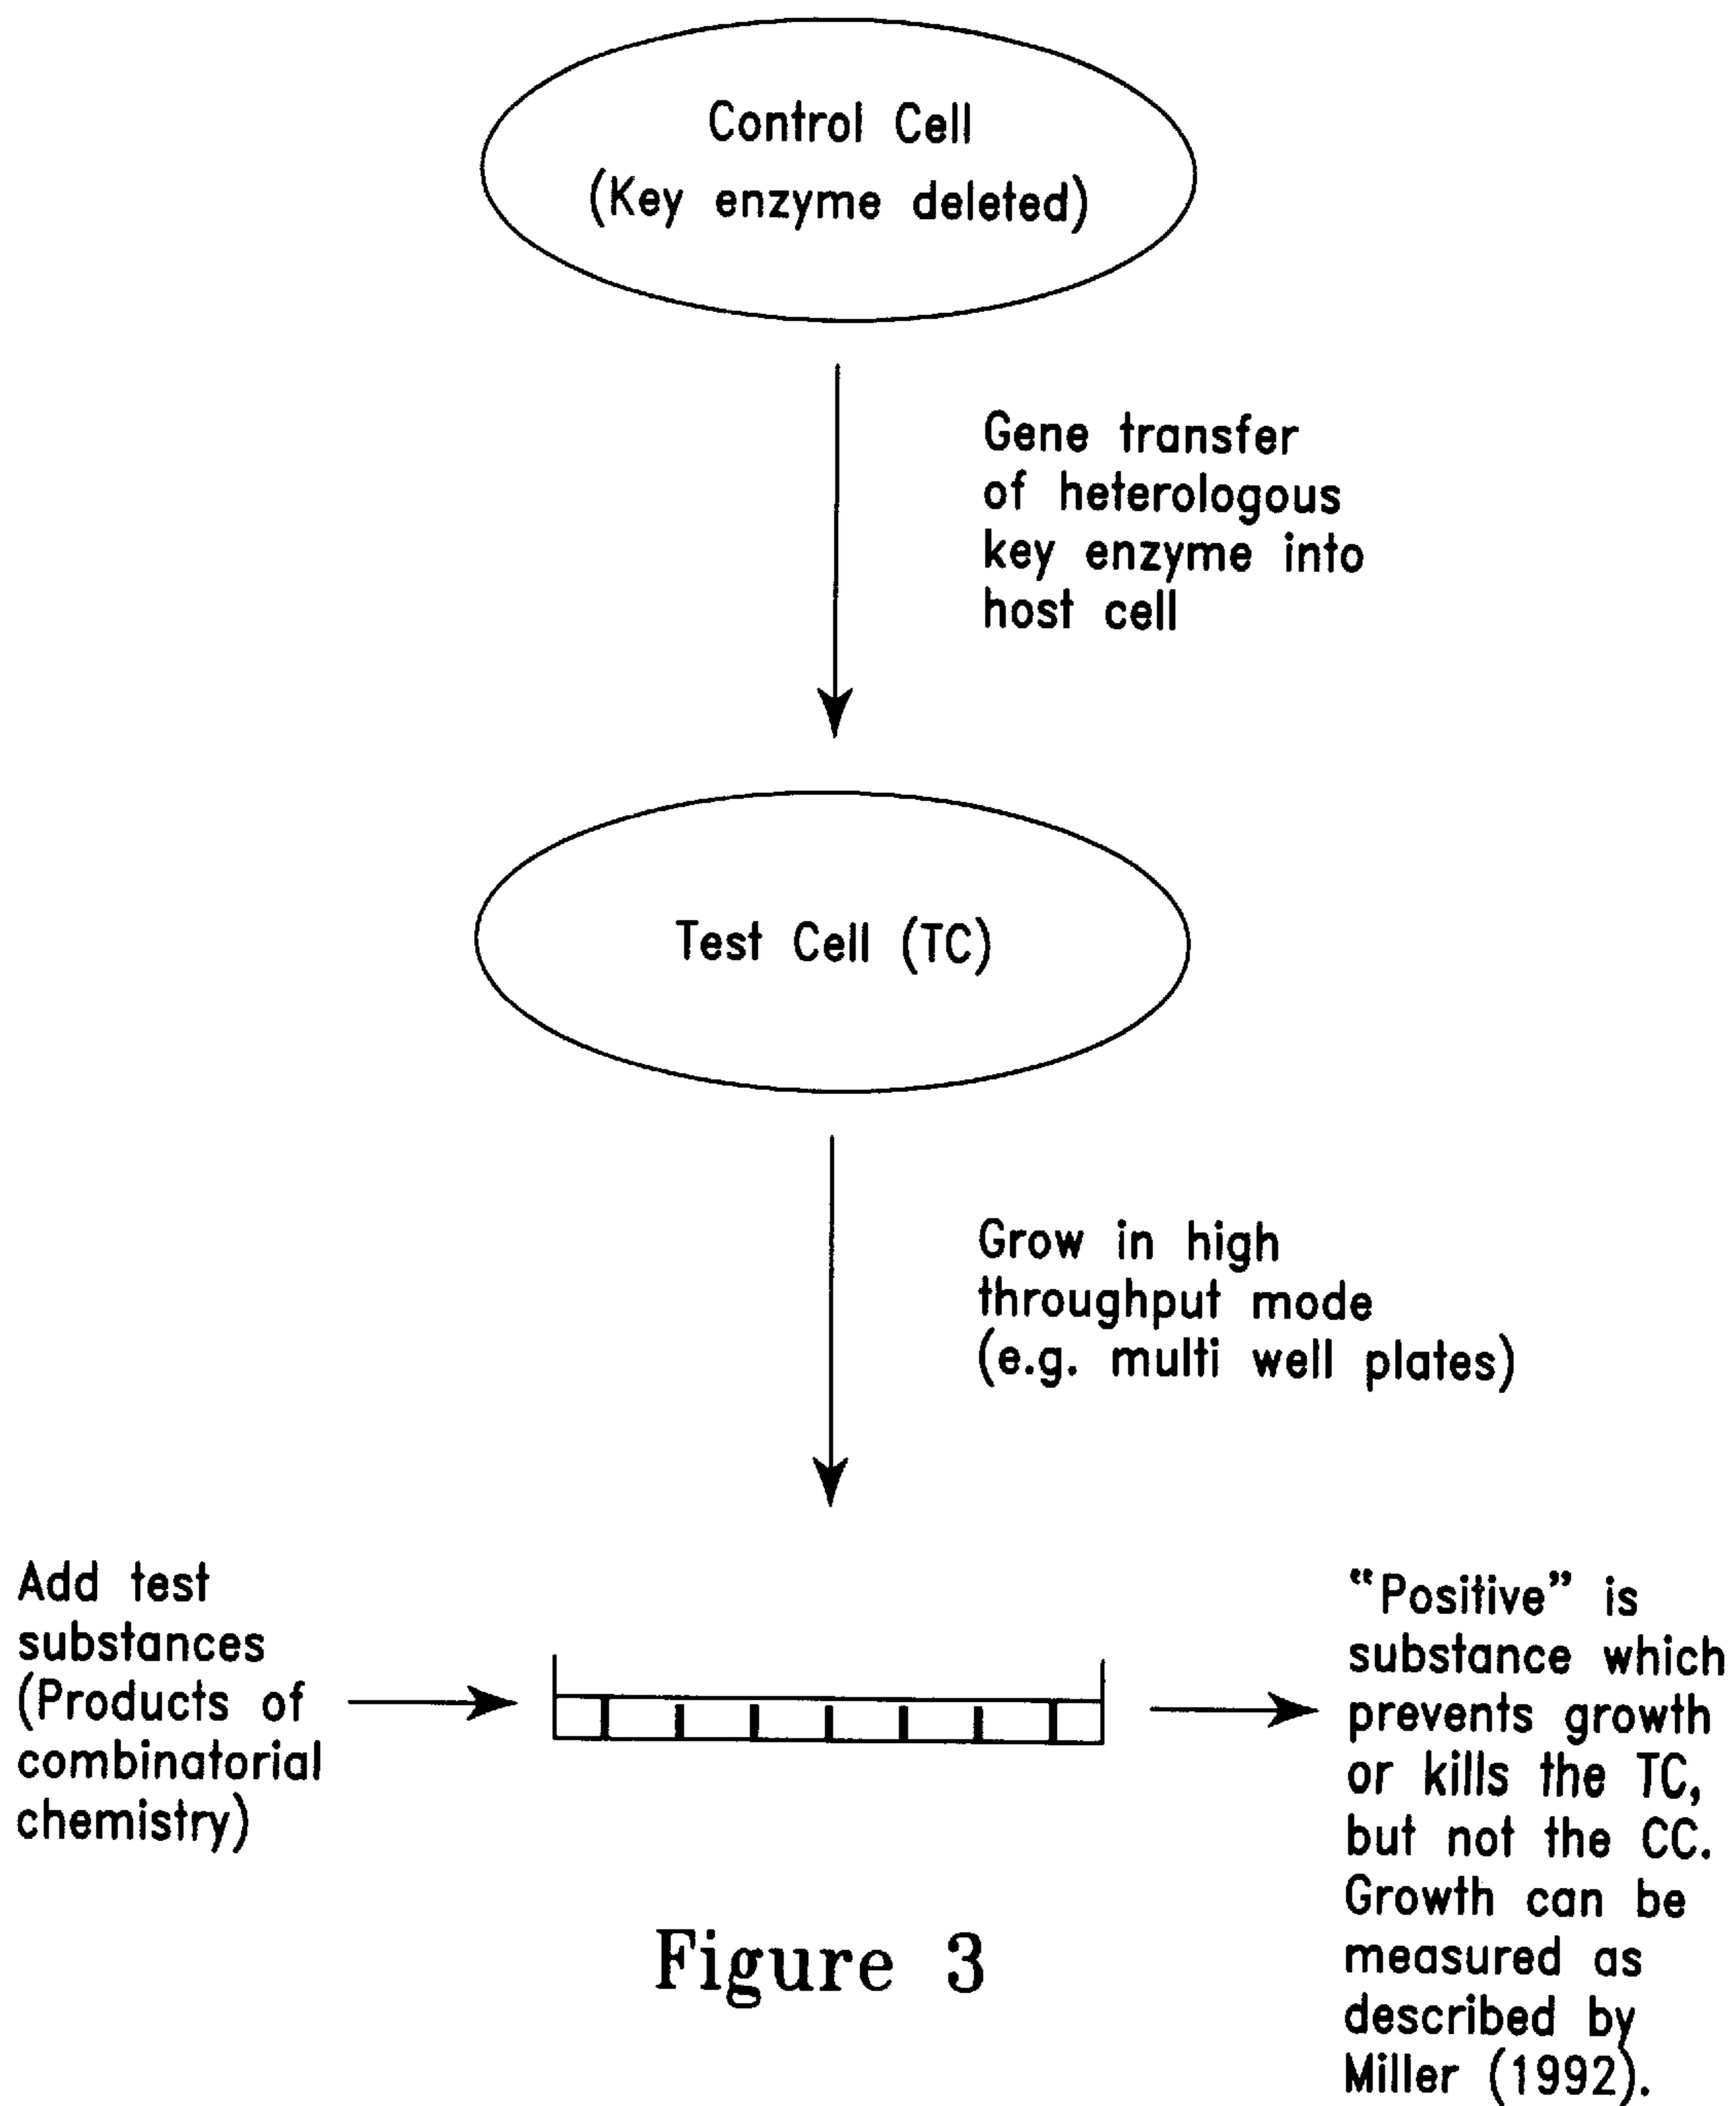 Control Cell
(Key enzyme deleted)
Gene transfer
of heterologous
key enzyme into
host cell
Test Cell (TC)
Grow in high
throughput mode
(e.g. multi well plates)
Add test
substances
(Products of
combinatorial
chemistry)
“Positive” is
substance which
prevents growth
or kills the TC,
but not the CC.
Growth can be
measured as
described by
Miller (1992).
Figure 3